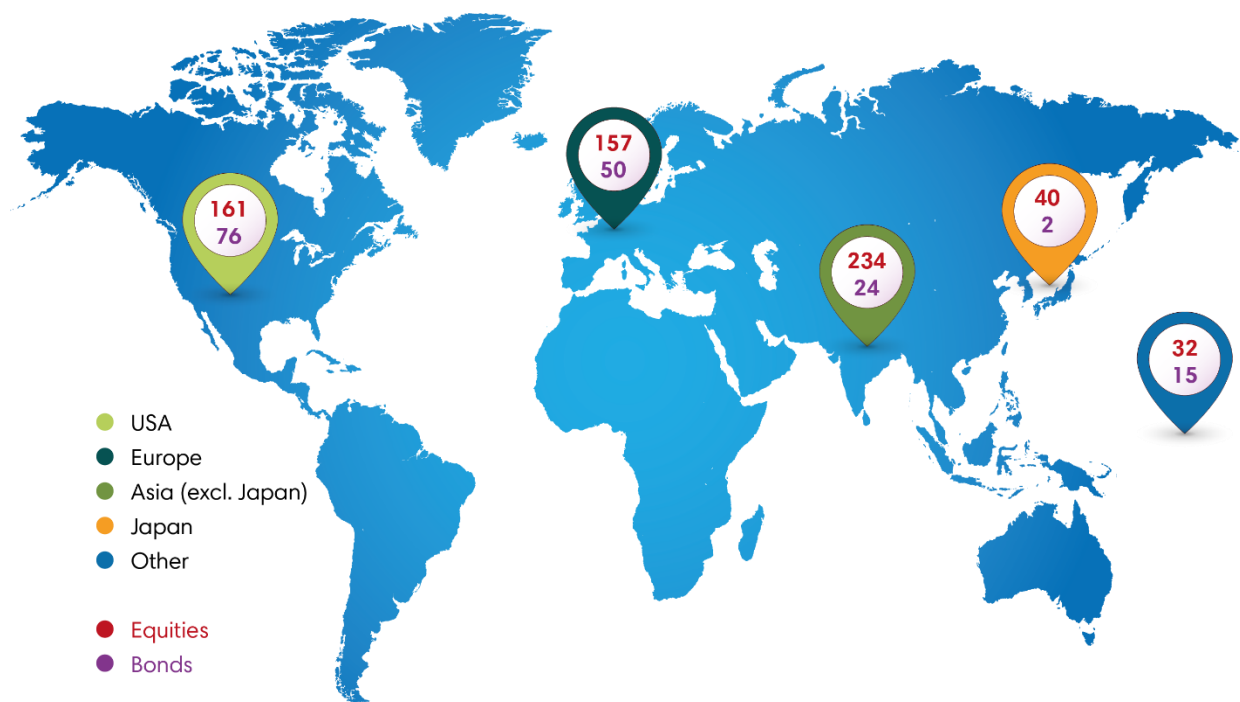 161
76
157
50
234
24
40
2
32
15
USA
Europe
Asia (excl. Japan)
Japan
Other
Equities
Bonds